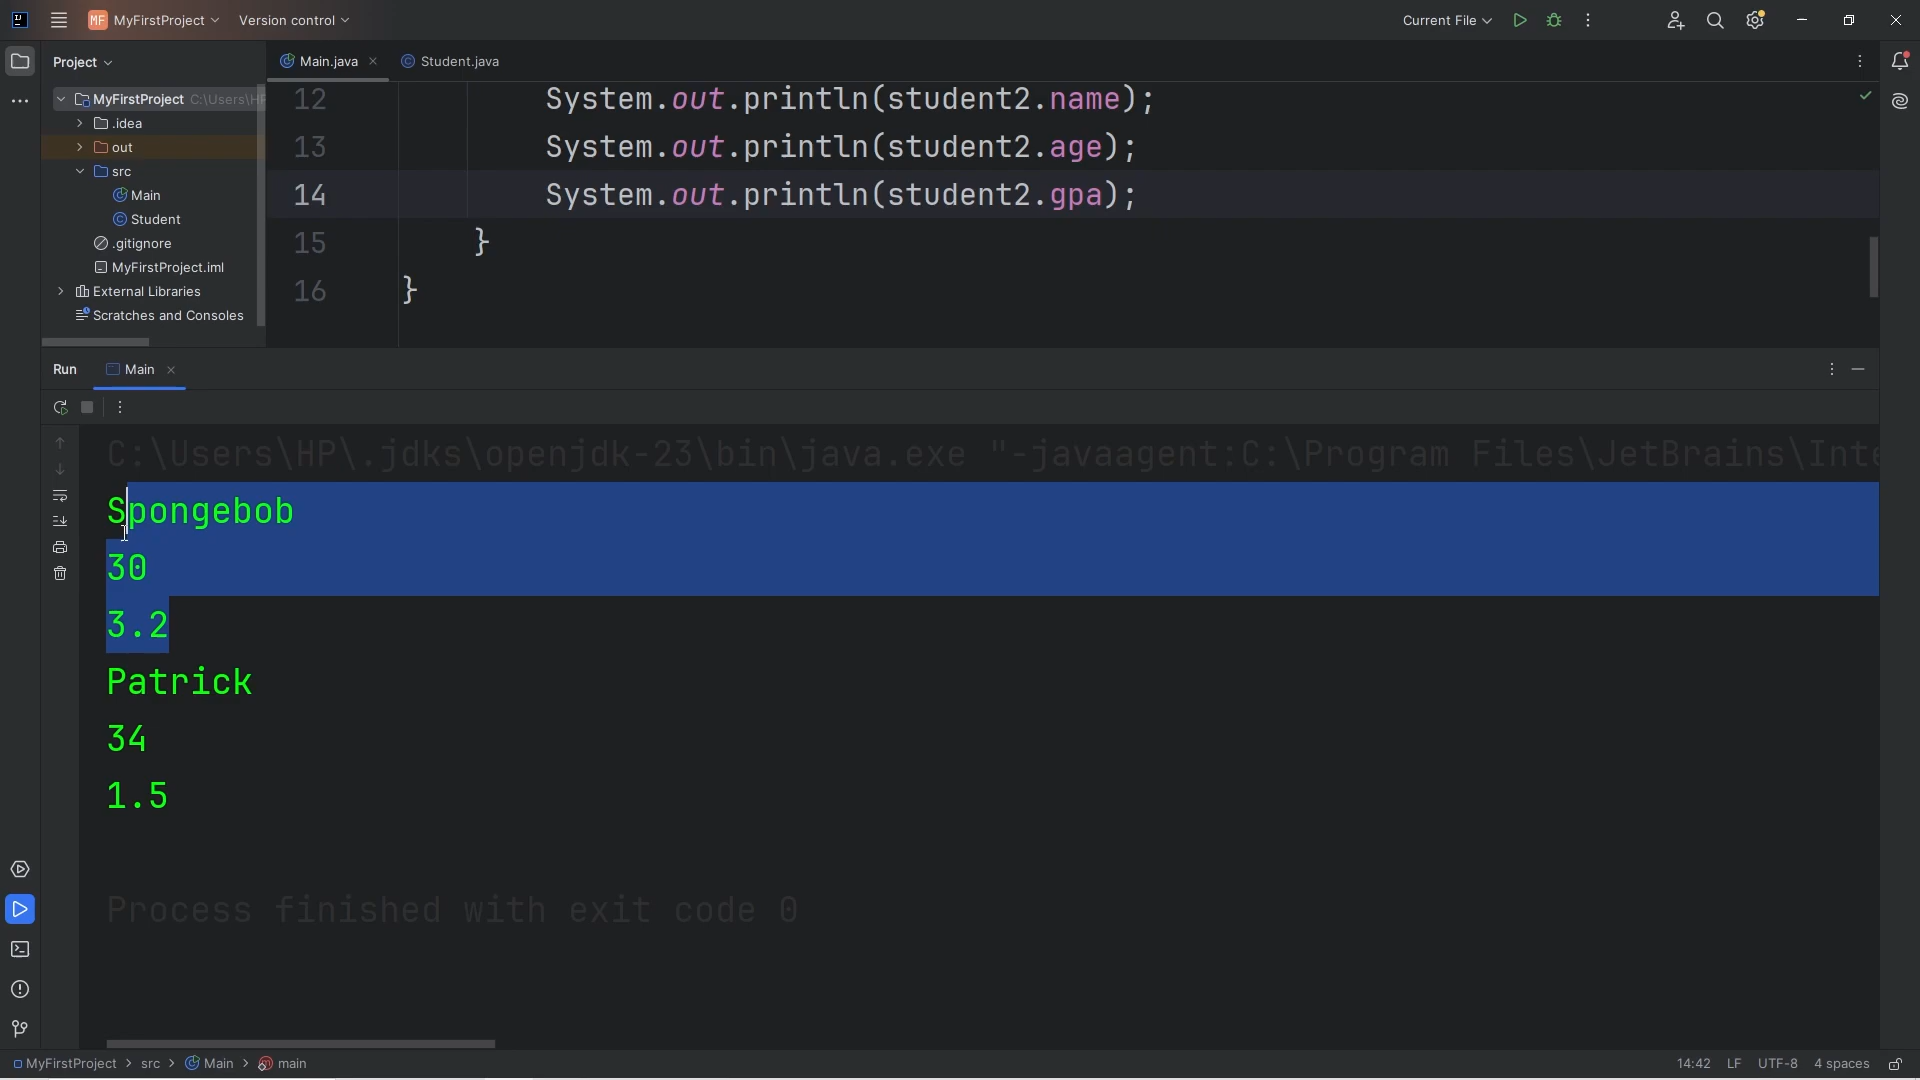 MF MyFirstProject Version control Current File
Project
Main.java Student.java
MyFirstProject C:\Users\HP
.idea
out
src
Main
Student
.gitignore
MyFirstProject.iml
External Libraries
Scratches and Consoles
12 System.out.println(student2.name);
13 System.out.println(student2.age);
14 System.out.println(student2.gpa);
15 }
16 }
Run Main
C:\Users\HP\.jdks\openjdk-23\bin\java.exe "-javaagent:C:\Program Files\JetBrains\Inte
Spongebob
30
3.2
Patrick
34
1.5
Process finished with exit code 0
MyFirstProject > src > Main > main 14:42 LF UTF-8 4 spaces